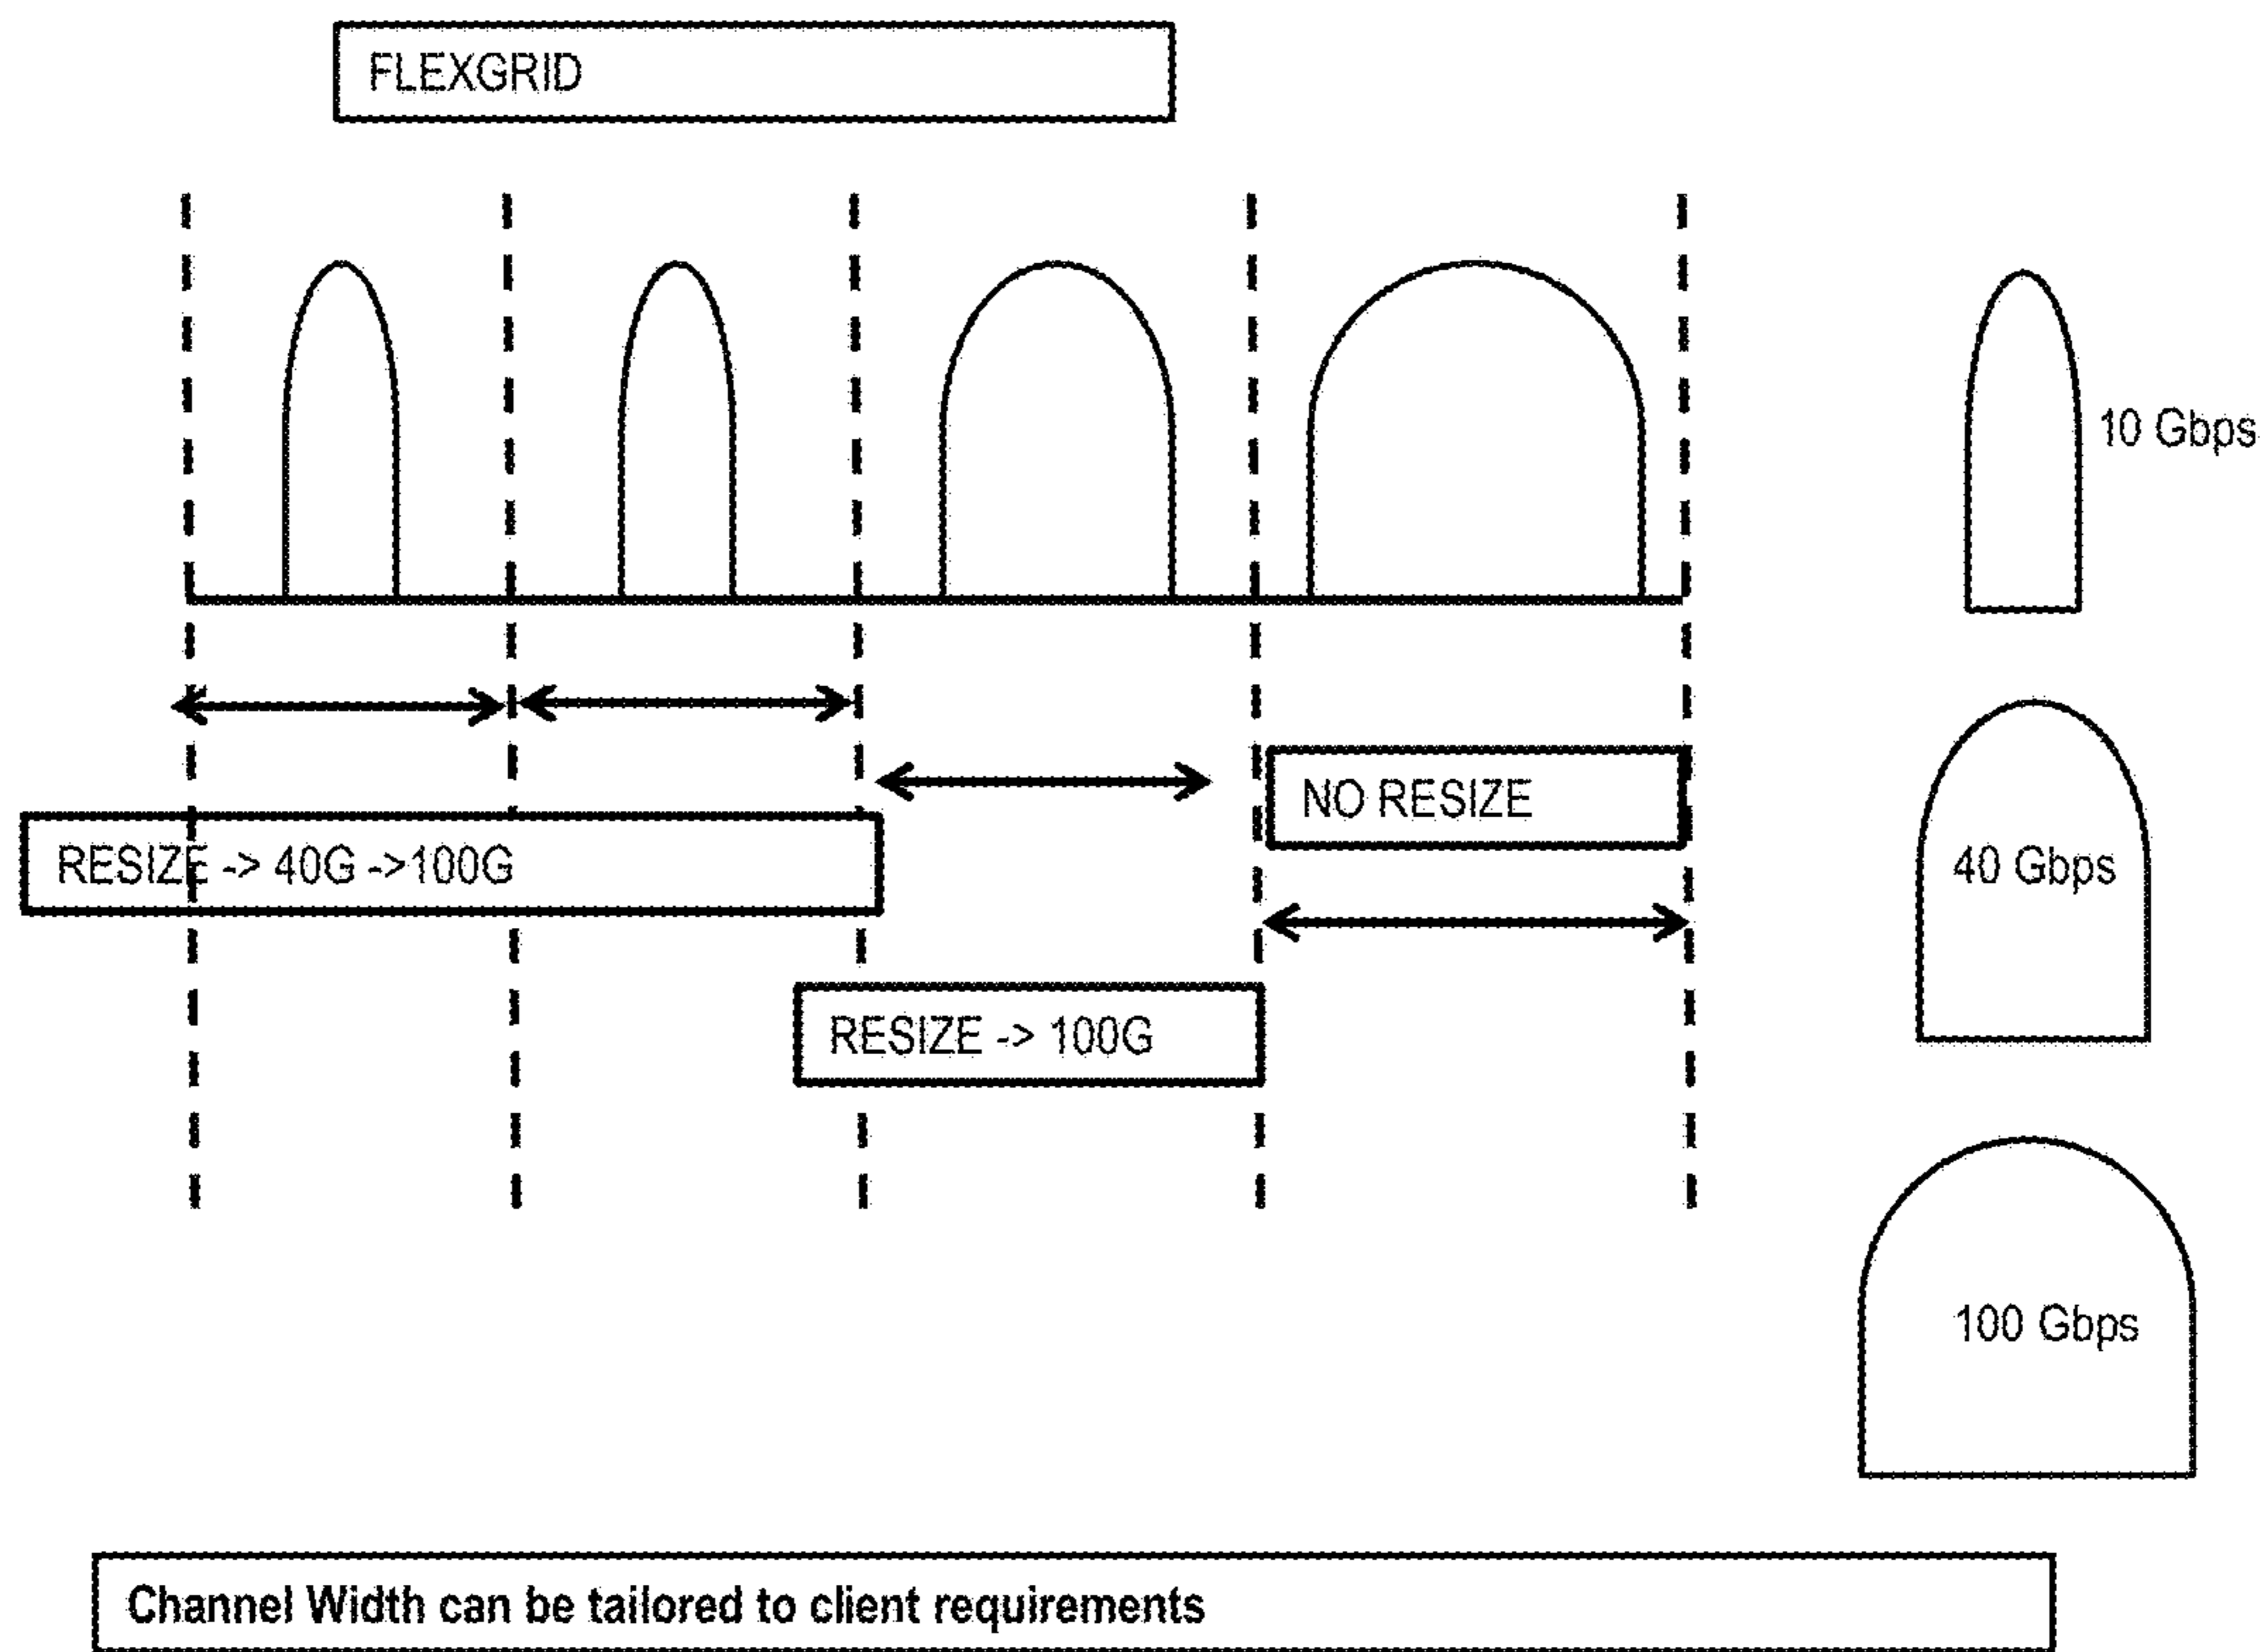 FLEXGRID
10 Gbps
NO RESIZE
RESIZE -> 40G ->100G
40 Gbps
RESIZE -> 100G
100 Gbps
Channel Width can be tailored to client requirements